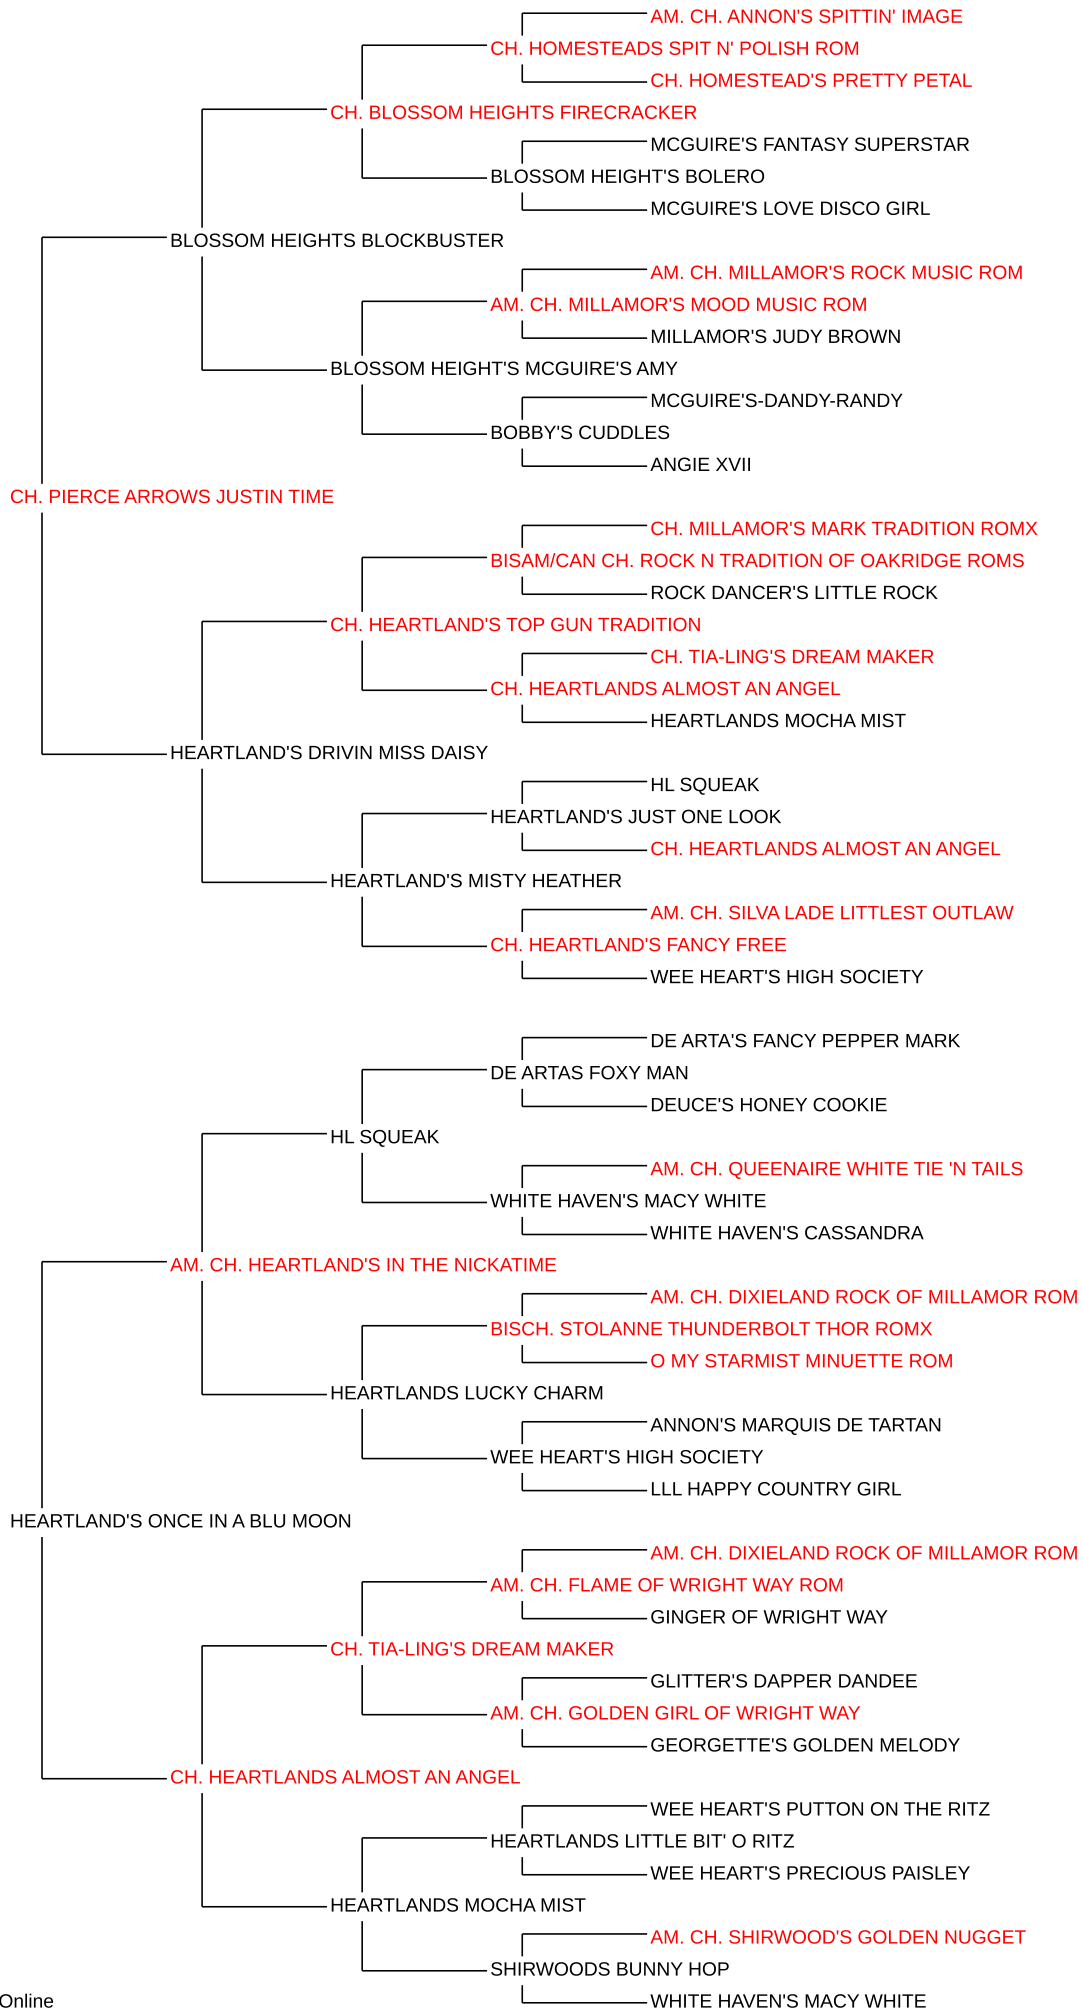 AM. CH. ANNON'S SPITTIN' IMAGE
CH. HOMESTEADS SPIT N' POLISH ROM
CH. HOMESTEAD'S PRETTY PETAL
CH. BLOSSOM HEIGHTS FIRECRACKER
MCGUIRE'S FANTASY SUPERSTAR
BLOSSOM HEIGHT'S BOLERO
MCGUIRE'S LOVE DISCO GIRL
BLOSSOM HEIGHTS BLOCKBUSTER
AM. CH. MILLAMOR'S ROCK MUSIC ROM
AM. CH. MILLAMOR'S MOOD MUSIC ROM
MILLAMOR'S JUDY BROWN
BLOSSOM HEIGHT'S MCGUIRE'S AMY
MCGUIRE'S-DANDY-RANDY
BOBBY'S CUDDLES
ANGIE XVII
CH. PIERCE ARROWS JUSTIN TIME
CH. MILLAMOR'S MARK TRADITION ROMX
BISAM/CAN CH. ROCK N TRADITION OF OAKRIDGE ROMS
ROCK DANCER'S LITTLE ROCK
CH. HEARTLAND'S TOP GUN TRADITION
CH. TIA-LING'S DREAM MAKER
CH. HEARTLANDS ALMOST AN ANGEL
HEARTLANDS MOCHA MIST
HEARTLAND'S DRIVIN MISS DAISY
HL SQUEAK
HEARTLAND'S JUST ONE LOOK
CH. HEARTLANDS ALMOST AN ANGEL
HEARTLAND'S MISTY HEATHER
AM. CH. SILVA LADE LITTLEST OUTLAW
CH. HEARTLAND'S FANCY FREE
WEE HEART'S HIGH SOCIETY
DE ARTA'S FANCY PEPPER MARK
DE ARTAS FOXY MAN
DEUCE'S HONEY COOKIE
HL SQUEAK
AM. CH. QUEENAIRE WHITE TIE 'N TAILS
WHITE HAVEN'S MACY WHITE
WHITE HAVEN'S CASSANDRA
AM. CH. HEARTLAND'S IN THE NICKATIME
AM. CH. DIXIELAND ROCK OF MILLAMOR ROM
BISCH. STOLANNE THUNDERBOLT THOR ROMX
O MY STARMIST MINUETTE ROM
HEARTLANDS LUCKY CHARM
ANNON'S MARQUIS DE TARTAN
WEE HEART'S HIGH SOCIETY
LLL HAPPY COUNTRY GIRL
HEARTLAND'S ONCE IN A BLU MOON
AM. CH. DIXIELAND ROCK OF MILLAMOR ROM
AM. CH. FLAME OF WRIGHT WAY ROM
GINGER OF WRIGHT WAY
CH. TIA-LING'S DREAM MAKER
GLITTER'S DAPPER DANDEE
AM. CH. GOLDEN GIRL OF WRIGHT WAY
GEORGETTE'S GOLDEN MELODY
CH. HEARTLANDS ALMOST AN ANGEL
WEE HEART'S PUTTON ON THE RITZ
HEARTLANDS LITTLE BIT' O RITZ
WEE HEART'S PRECIOUS PAISLEY
HEARTLANDS MOCHA MIST
AM. CH. SHIRWOOD'S GOLDEN NUGGET
SHIRWOODS BUNNY HOP
Online
WHITE HAVEN'S MACY WHITE